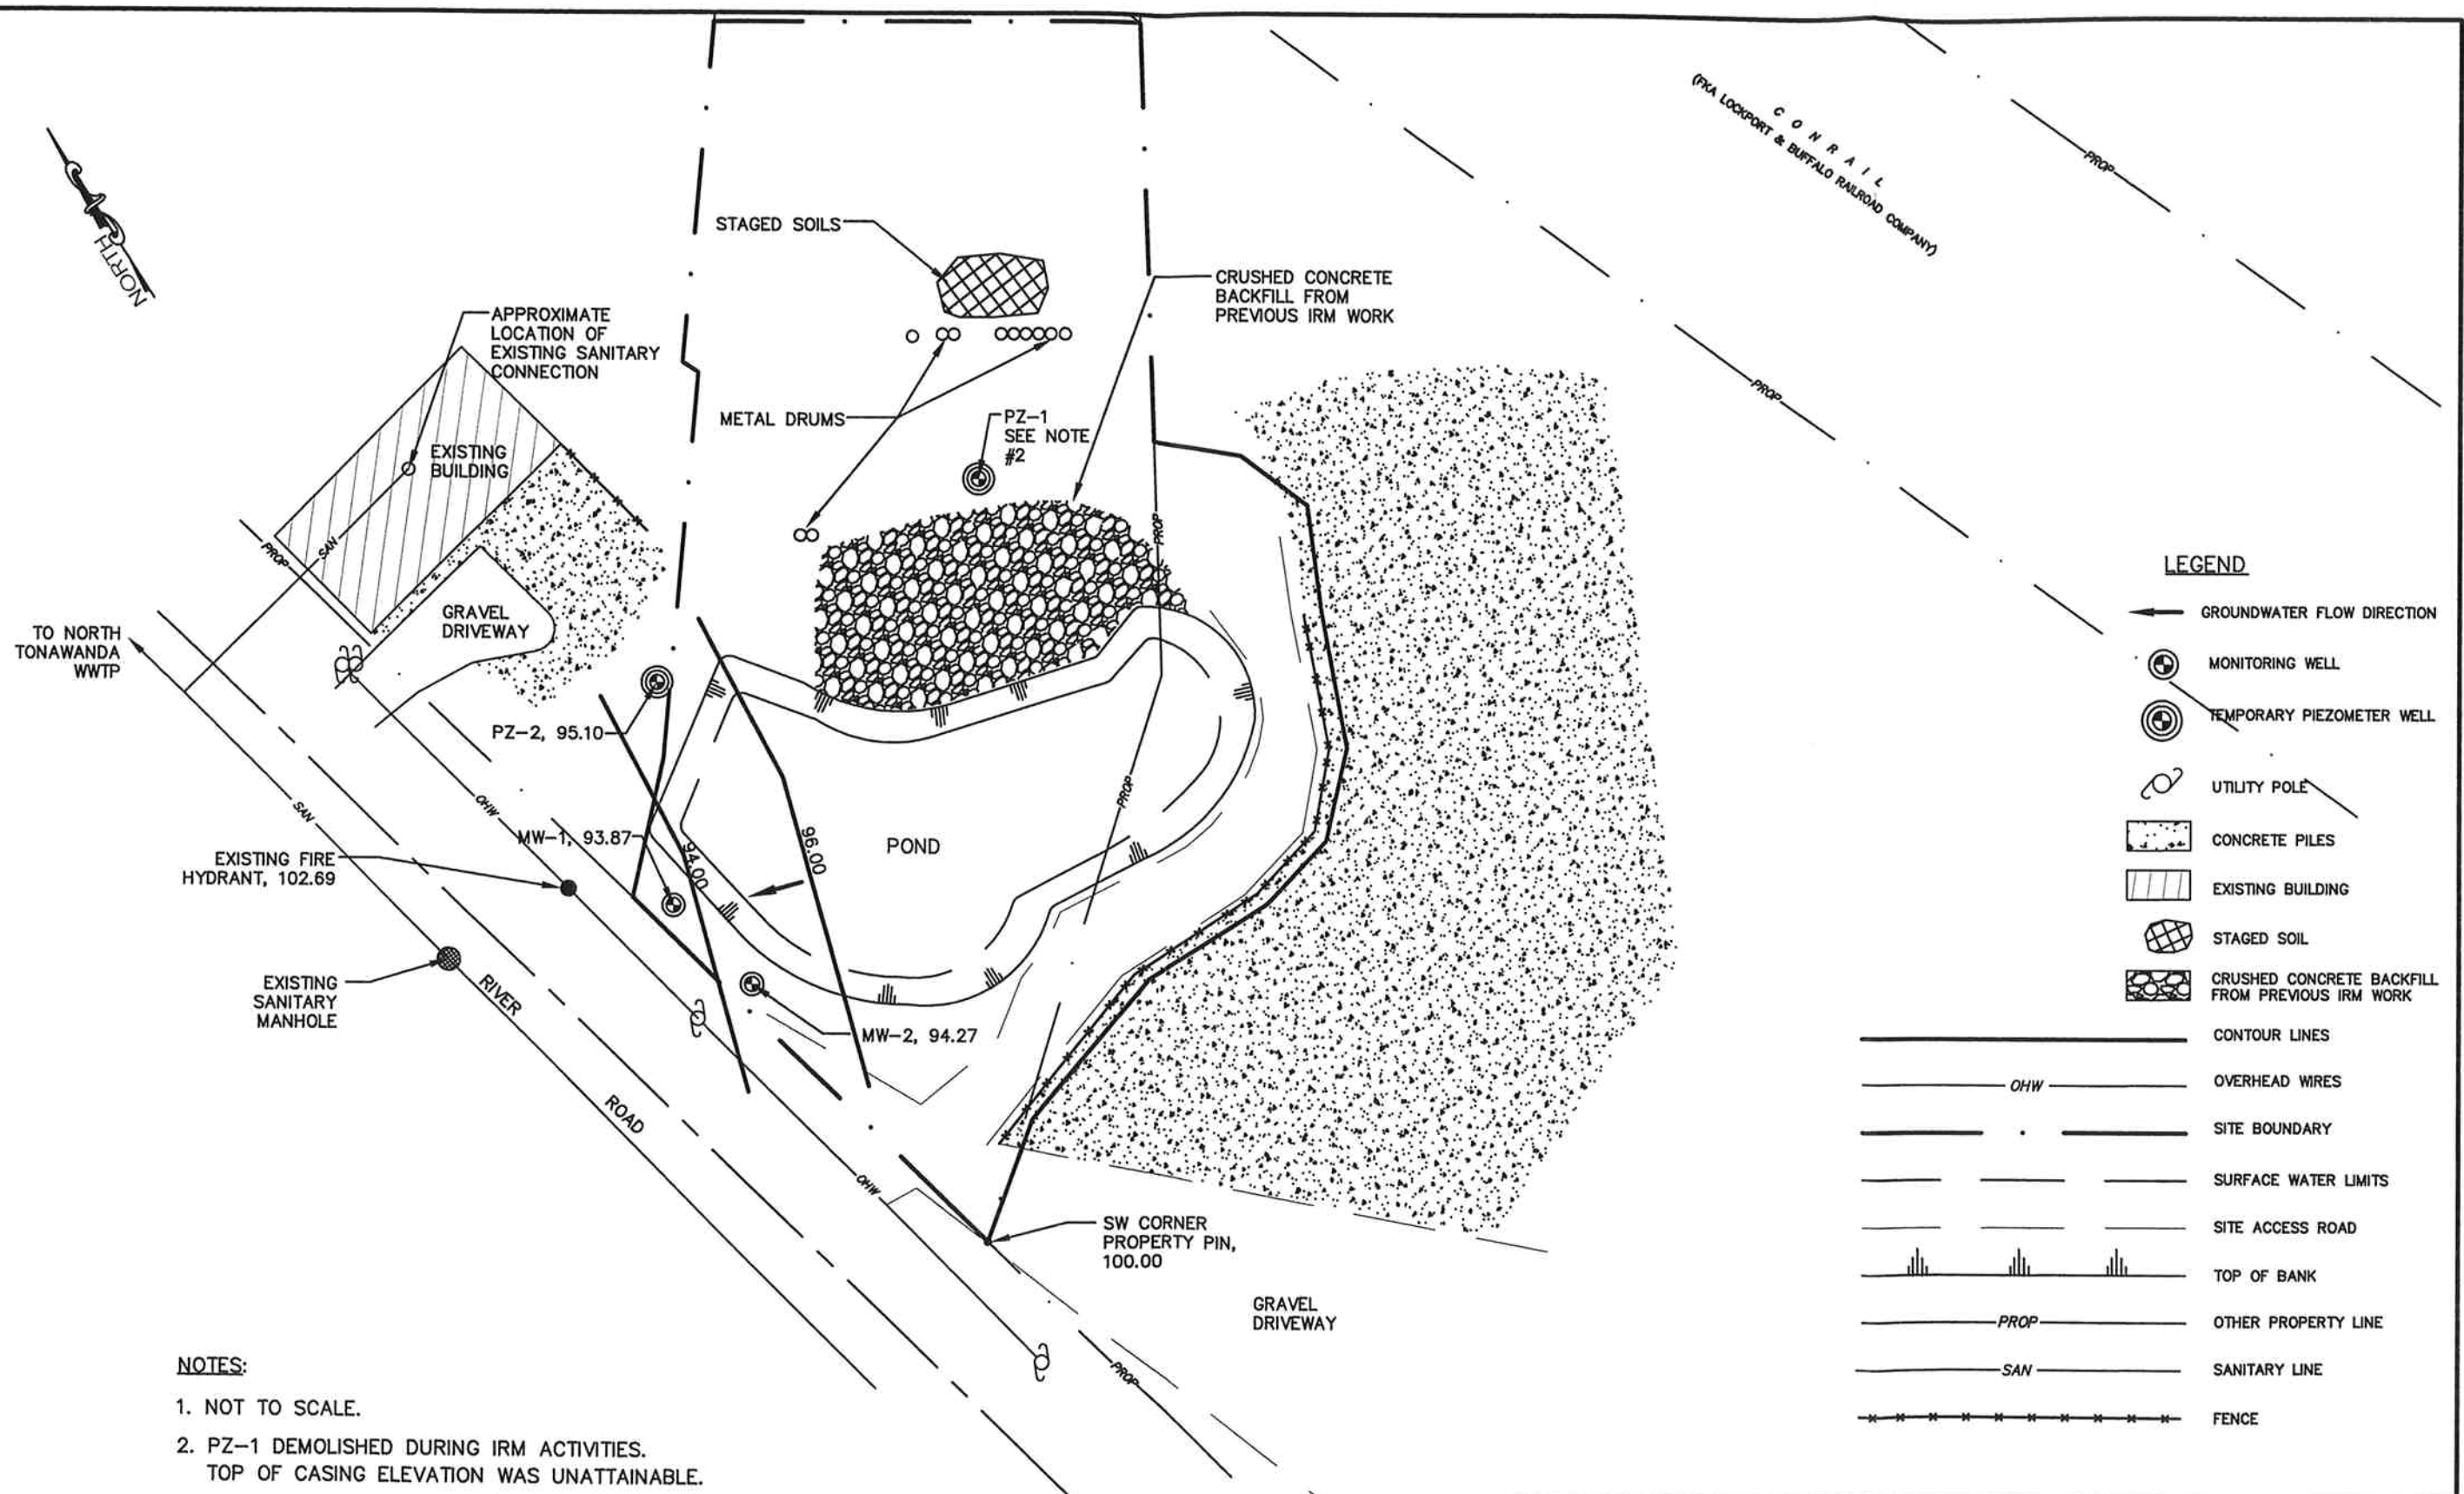 (FKA LOCKPORT & BUFFALO RAILROAD COMPANY)
CONRAIL
PROP
PROP
NORTH
STAGED SOILS
CRUSHED CONCRETE
BACKFILL FROM
PREVIOUS IRM WORK
APPROXIMATE
LOCATION OF
EXISTING SANITARY
CONNECTION
METAL DRUMS
PZ-1
SEE NOTE
#2
EXISTING
BUILDING
PROP
SAN
PROP
GRAVEL
DRIVEWAY
TO NORTH
TONAWANDA
WWTP
PZ-2, 95.10
OHW
SAN
PROP
MW-1, 93.87
94.00
96.00
POND
EXISTING FIRE
HYDRANT, 102.69
EXISTING
SANITARY
MANHOLE
RIVER
ROAD
MW-2, 94.27
OHW
SW CORNER
PROPERTY PIN,
100.00
GRAVEL
DRIVEWAY
PROP
LEGEND
GROUNDWATER FLOW DIRECTION
MONITORING WELL
TEMPORARY PIEZOMETER WELL
UTILITY POLE
CONCRETE PILES
EXISTING BUILDING
STAGED SOIL
CRUSHED CONCRETE BACKFILL
FROM PREVIOUS IRM WORK
CONTOUR LINES
OHW
OVERHEAD WIRES
SITE BOUNDARY
SURFACE WATER LIMITS
SITE ACCESS ROAD
TOP OF BANK
PROP
OTHER PROPERTY LINE
SAN
SANITARY LINE
FENCE
NOTES:
1. NOT TO SCALE.
2. PZ-1 DEMOLISHED DURING IRM ACTIVITIES.
TOP OF CASING ELEVATION WAS UNATTAINABLE.